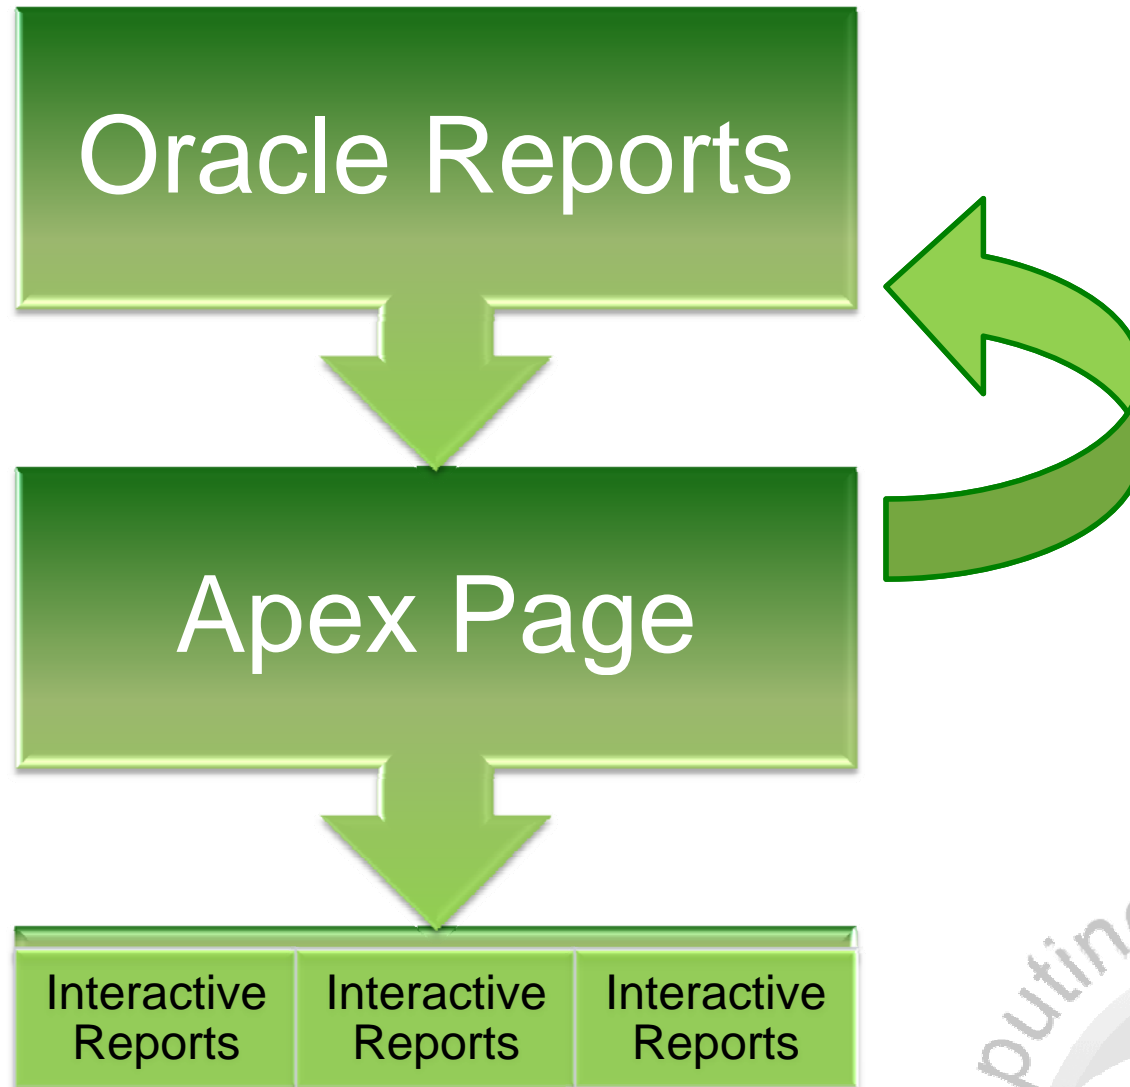 Oracle Reports
Apex Page
Interactive
Reports
Interactive
Reports
Interactive
Reports